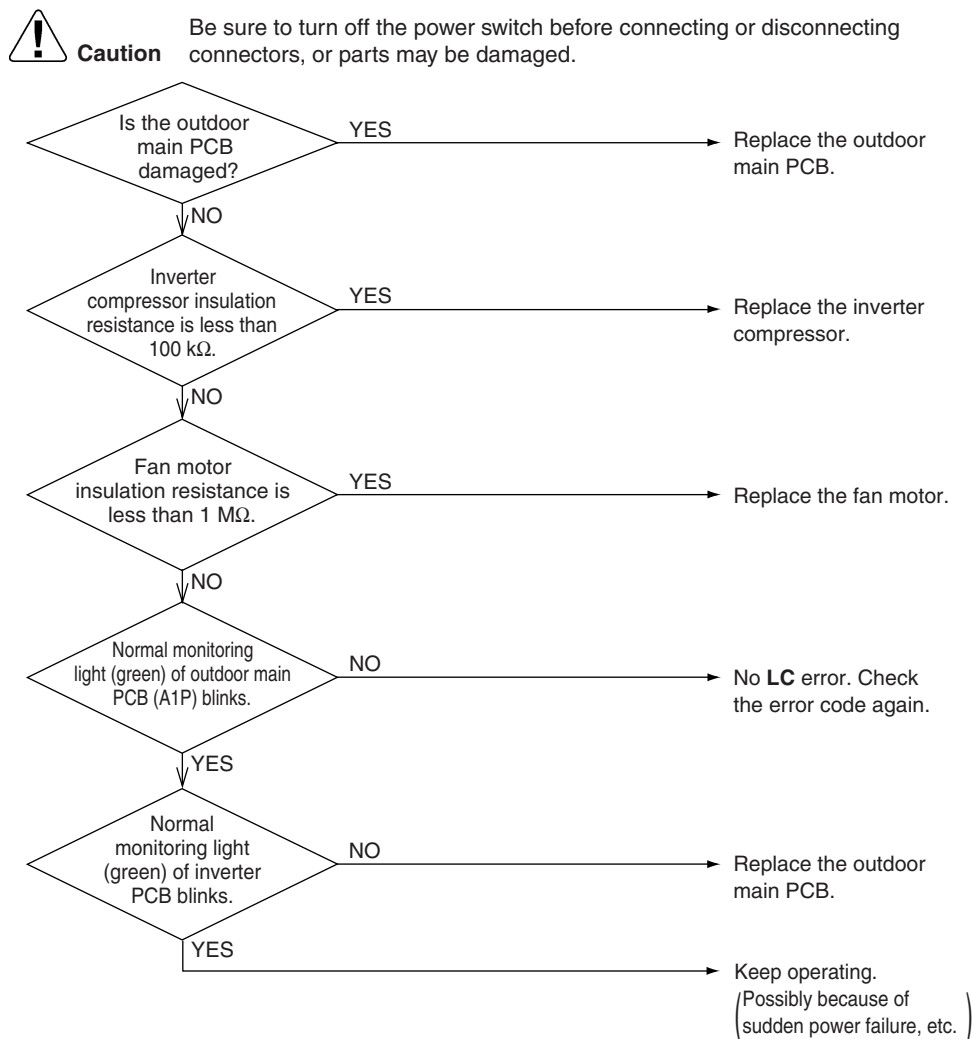 Be sure to turn off the power switch before connecting or disconnecting
Caution connectors, or parts may be damaged.
Is the outdoor
main PCB
damaged?
YES
Replace the outdoor
main PCB.
NO
Inverter
compressor insulation
resistance is less than
100 kΩ.
YES
Replace the inverter
compressor.
NO
Fan motor
insulation resistance is
less than 1 MΩ.
YES
Replace the fan motor.
NO
Normal monitoring
light (green) of outdoor main
PCB (A1P) blinks.
NO
No LC error. Check
the error code again.
YES
Normal
monitoring light
(green) of inverter
PCB blinks.
NO
Replace the outdoor
main PCB.
YES
Keep operating.
(Possibly because of
sudden power failure, etc.)